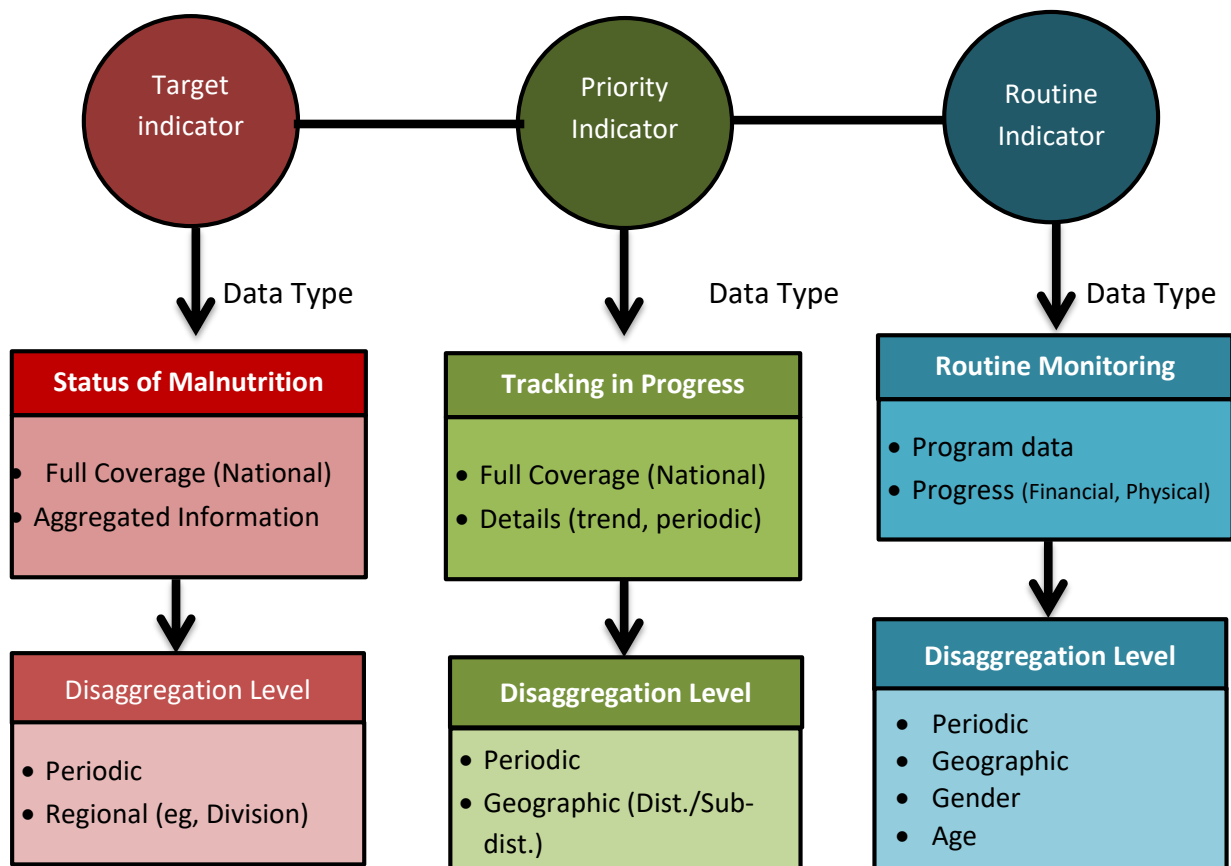 Target
indicator
Priority
Indicator
Routine
Indicator
Data Type
Data Type
Data Type
Status of Malnutrition
• Full Coverage (National)
• Aggregated Information
Tracking in Progress
• Full Coverage (National)
• Details (trend, periodic)
Routine Monitoring
• Program data
• Progress (Financial, Physical)
Disaggregation Level
• Periodic
• Regional (eg, Division)
Disaggregation Level
• Periodic
• Geographic (Dist./Sub-
dist.)
Disaggregation Level
• Periodic
• Geographic
• Gender
• Age